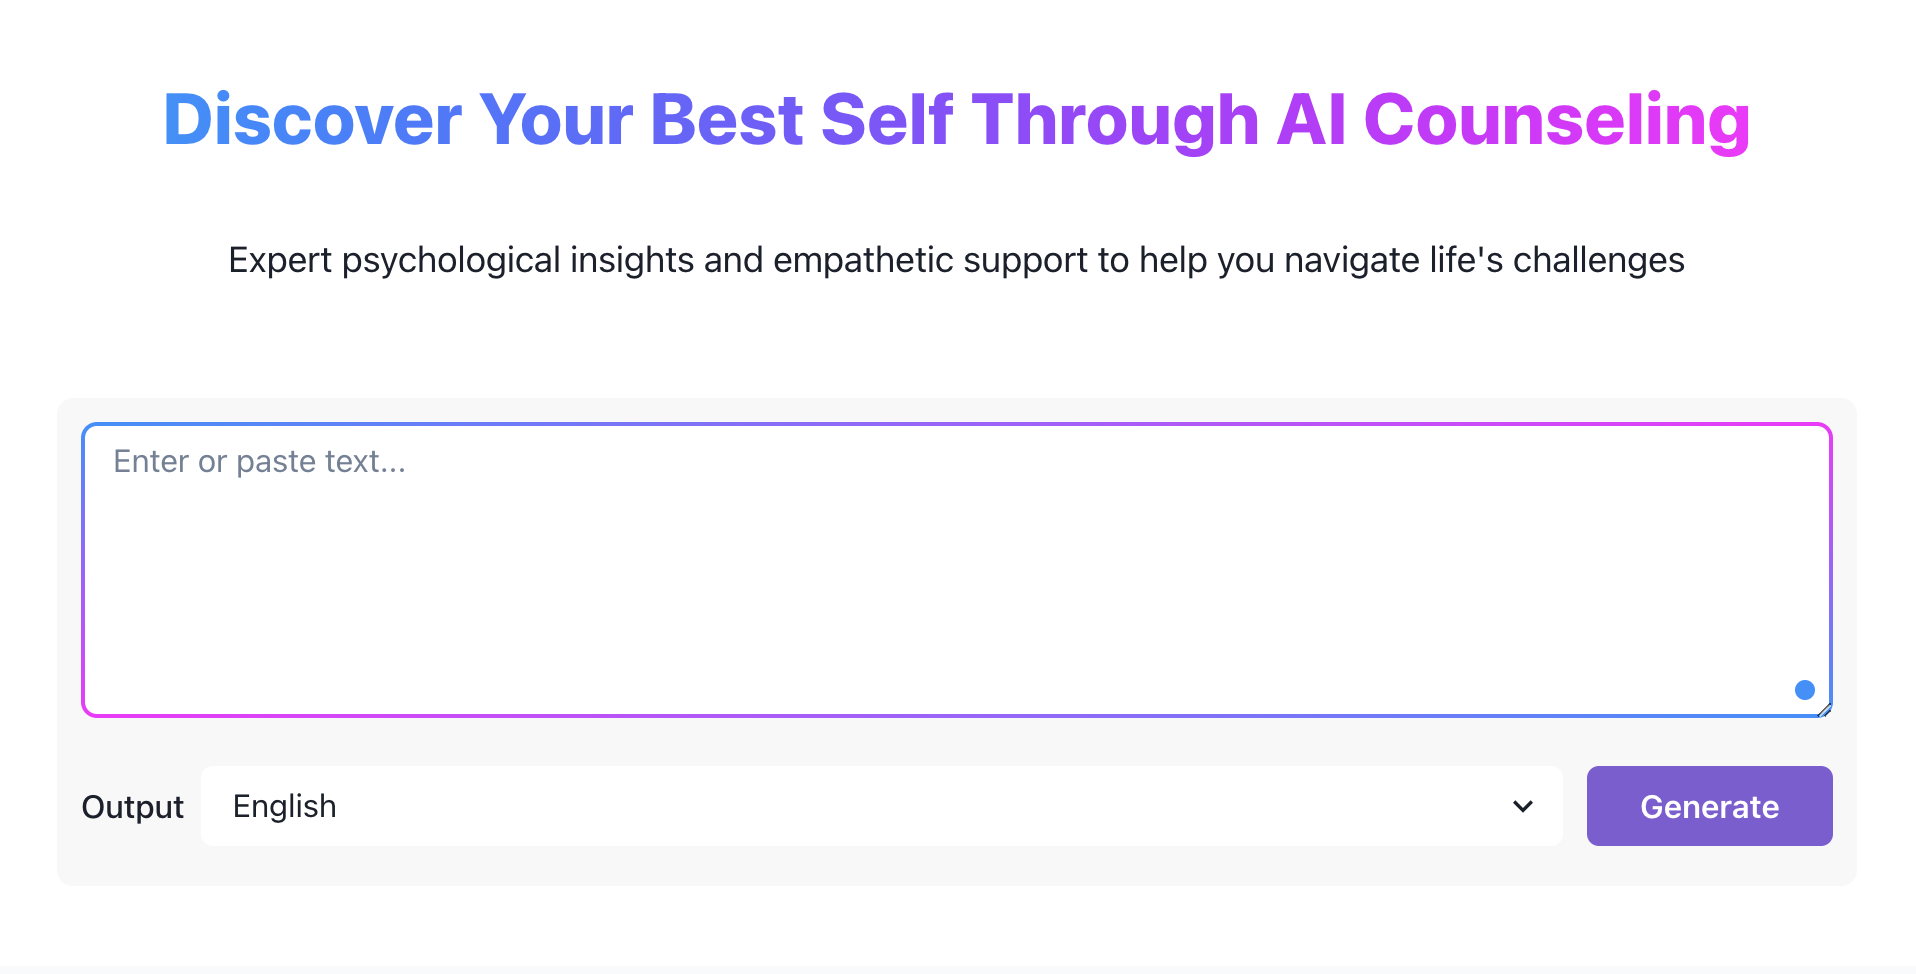 Discover Your Best Self Through AI Counseling
Expert psychological insights and empathetic support to help you navigate life's challenges
Enter or paste text...
Output
English
Generate